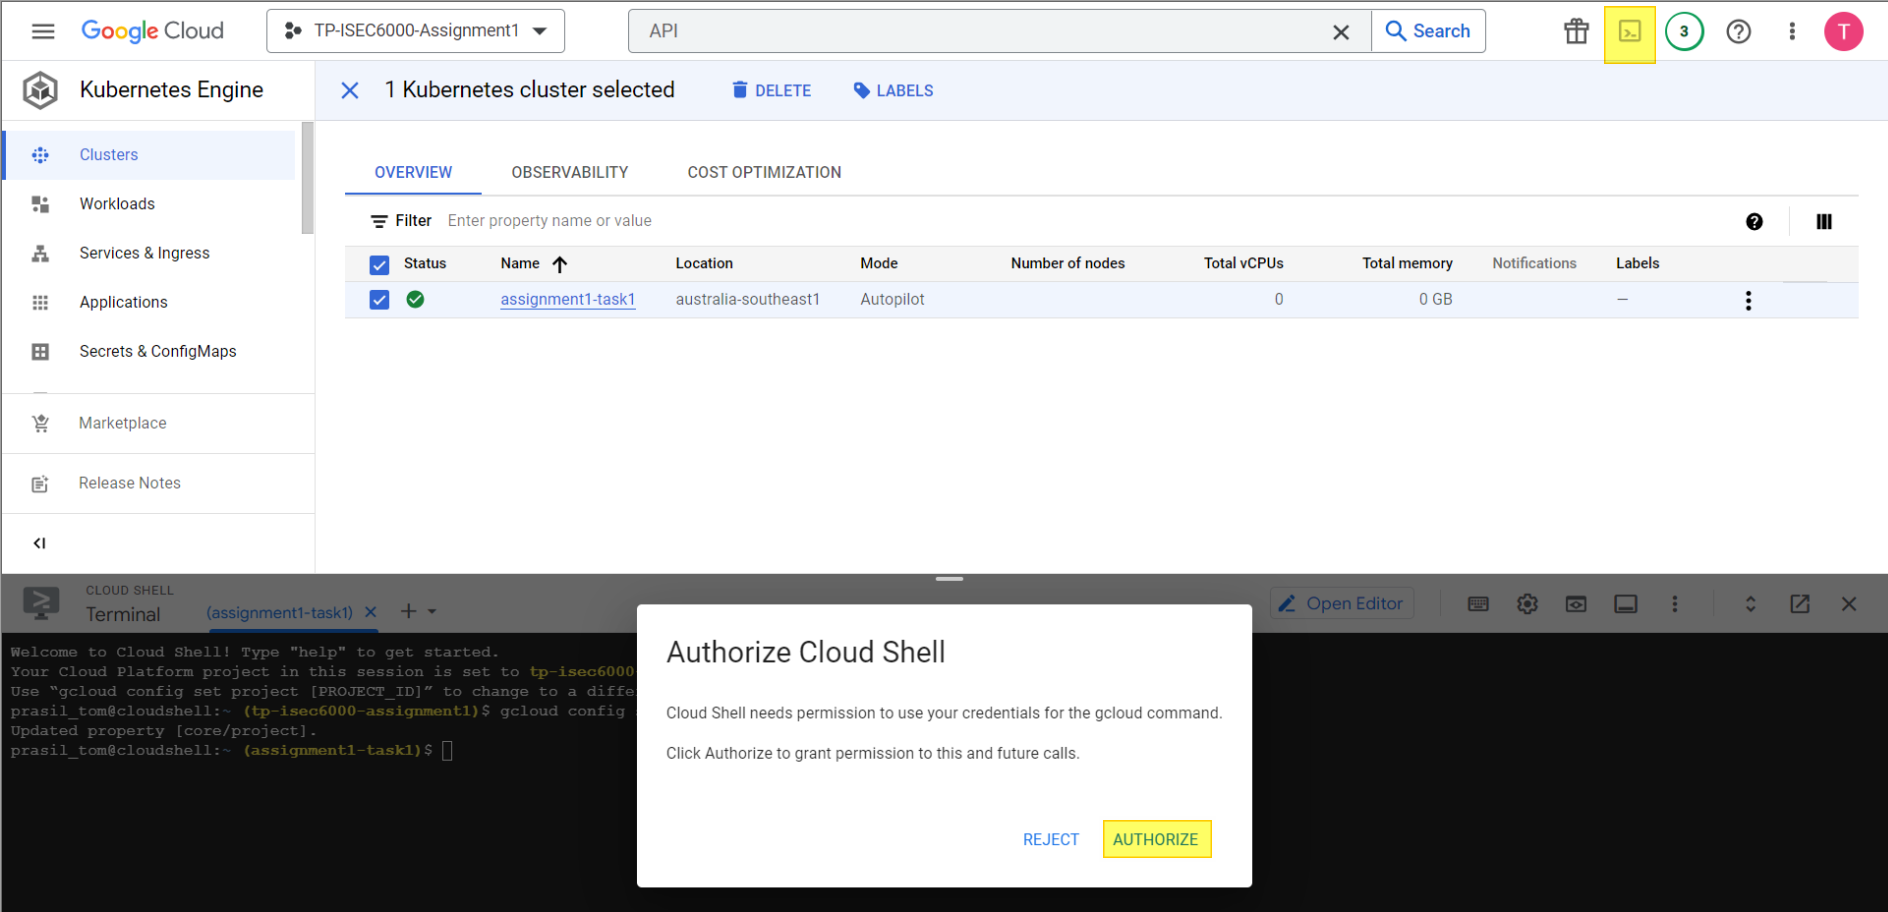 Google Cloud
TP-ISEC6000-Assignment1
API
Search
3
T
Kubernetes Engine
1 Kubernetes cluster selected
DELETE
LABELS
Clusters
Workloads
Services & Ingress
Applications
Secrets & ConfigMaps
Marketplace
Release Notes
OVERVIEW OBSERVABILITY COST OPTIMIZATION
Filter Enter property name or value
Status Name Location Mode Number of nodes Total vCPUs Total memory Notifications Labels
assignment1-task1 australia-southeast1 Autopilot 0 0 GB —
CLOUD SHELL
Terminal
(assignment1-task1)
Open Editor
Welcome to Cloud Shell! Type "help" to get started.
Your Cloud Platform project in this session is set to tp-isec6000
Use “gcloud config set project [PROJECT_ID]” to change to a diffe
prasil_tom@cloudshell:~ (tp-isec6000-assignment1)$ gcloud config
Updated property [core/project].
prasil_tom@cloudshell:~ (assignment1-task1)$
Authorize Cloud Shell
Cloud Shell needs permission to use your credentials for the gcloud command.
Click Authorize to grant permission to this and future calls.
REJECT
AUTHORIZE